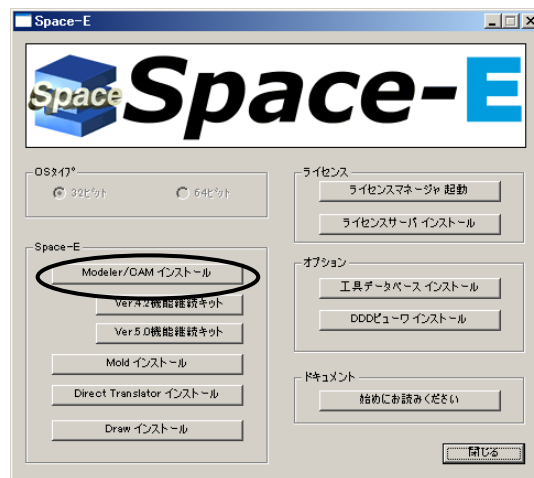 Space-E
Space
Space-E
OSﾀｲﾌﾟ
32ﾋﾞｯﾄ
64ﾋﾞｯﾄ
Space-E
Modeler/CAM インストール
Ver.4.2機能継続キット
Ver.5.0機能継続キット
Mold インストール
Direct Translator インストール
Draw インストール
ライセンス
ライセンスマネージャ 起動
ライセンスサーバ インストール
オプション
工具データベース インストール
DDDビューワ インストール
ドキュメント
始めにお読みください
閉じる